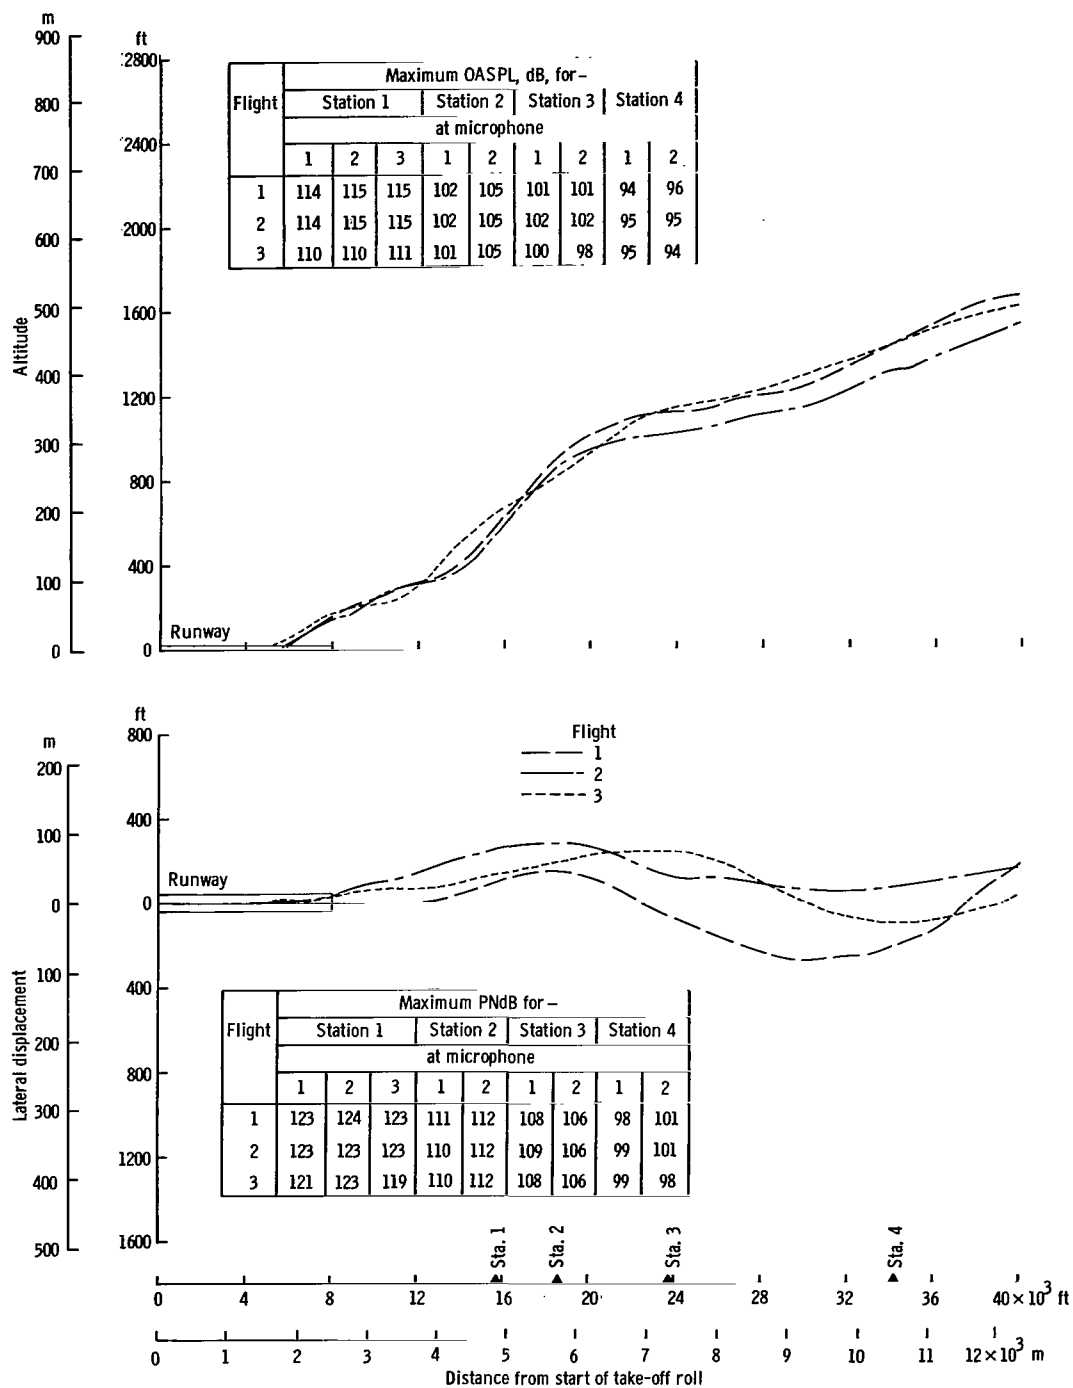 m
ft
900
2800
800
2400
700
2000
600
1600
500
1200
400
300
800
200
400
100
0
0
Altitude
Maximum OASPL, dB, for–
Flight Station 1 Station 2 Station 3 Station 4
at microphone
1 2 3 1 2 1 2 1 2
1 114 115 115 102 105 101 101 94 96
2 114 115 115 102 105 102 102 95 95
3 110 110 111 101 105 100 98 95 94
Runway
ft
m
800
200
400
100
0
0
100
400
200
800
300
1200
400
1600
500
Lateral displacement
Flight
1
2
3
Runway
Maximum PNdB for–
Flight Station 1 Station 2 Station 3 Station 4
at microphone
1 2 3 1 2 1 2 1 2
1 123 124 123 111 112 108 106 98 101
2 123 123 123 110 112 109 106 99 101
3 121 123 119 110 112 108 106 99 98
Sta. 1
Sta. 2
Sta. 3
Sta. 4
0 4 8 12 16 20 24 28 32 36 40×10³ ft
0 1 2 3 4 5 6 7 8 9 10 11 12×10³ m
Distance from start of take-off roll